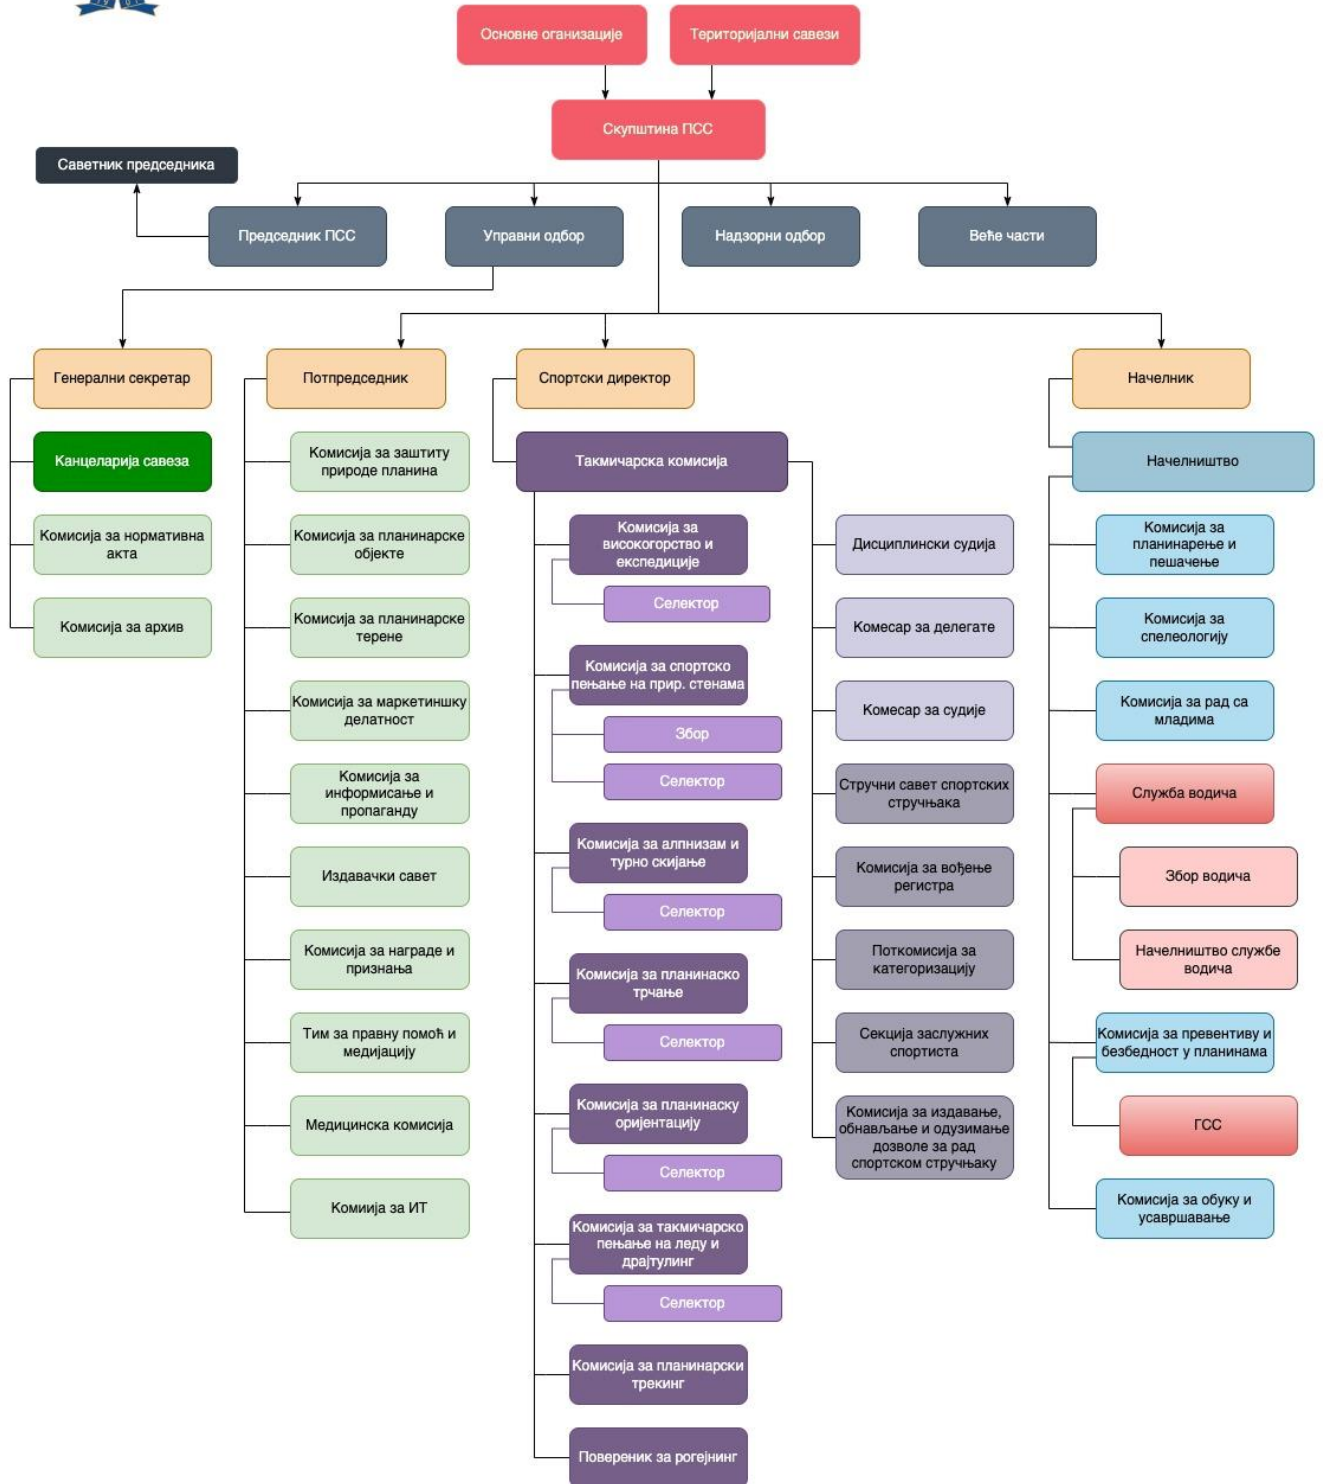 Основне оганизације
Територијални савези
Скупштина ПСС
Саветник председника
Председник ПСС
Управни одбор
Надзорни одбор
Веће части
Генерални секретар
Потпредседник
Спортски директор
Начелник
Канцеларија савеза
Комисија за нормативна
акта
Комисија за архив
Комисија за заштиту
природе планина
Комисија за планинарске
објекте
Комисија за планинарске
терене
Комисија за маркетиншку
делатност
Комисија за
информисање и
пропаганду
Издавачки савет
Комисија за награде и
признања
Тим за правну помоћ и
медијацију
Медицинска комисија
Комиија за ИТ
Такмичарска комисија
Комисија за
високогорство и
експедиције
Селектор
Комисија за спортско
пењање на прир. стенама
Збор
Селектор
Комисија за алпнизам и
турно скијање
Селектор
Комисија за планинаско
трчање
Селектор
Комисија за планинаску
оријентацију
Селектор
Комисија за такмичарско
пењање на леду и
драјтулинг
Селектор
Комисија за планинарски
трекинг
Повереник за рогејнинг
Дисциплински судија
Комесар за делегате
Комесар за судије
Стручни савет спортских
стручњака
Комисија за вођење
регистра
Поткомисија за
категоризацију
Секција заслужних
спортиста
Комисија за издавање,
обнављање и одузимање
дозволе за рад
спортском стручњаку
Начелништво
Комисија за
планинарење и
пешачење
Комисија за
спелеологију
Комисија за рад са
младима
Служба водича
Збор водича
Начелништво службе
водича
Комисија за превентиву и
безбедност у планинама
ГСС
Комисија за обуку и
усавршавање